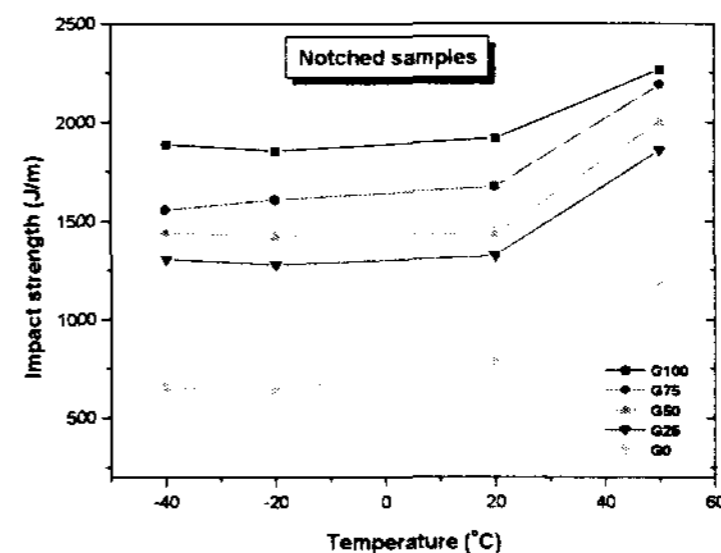 Notched samples
Impact strength (J/m)
2500
2000
1500
1000
500
-40
-20
0
20
40
60
Temperature (°C)
G100
G75
G50
G25
G0